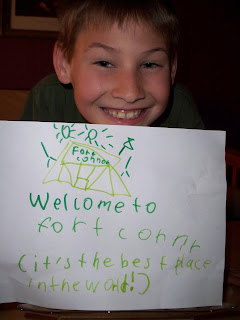 Fort
Connor
Welcome to
fort connr
(it's the best place
in the world!)